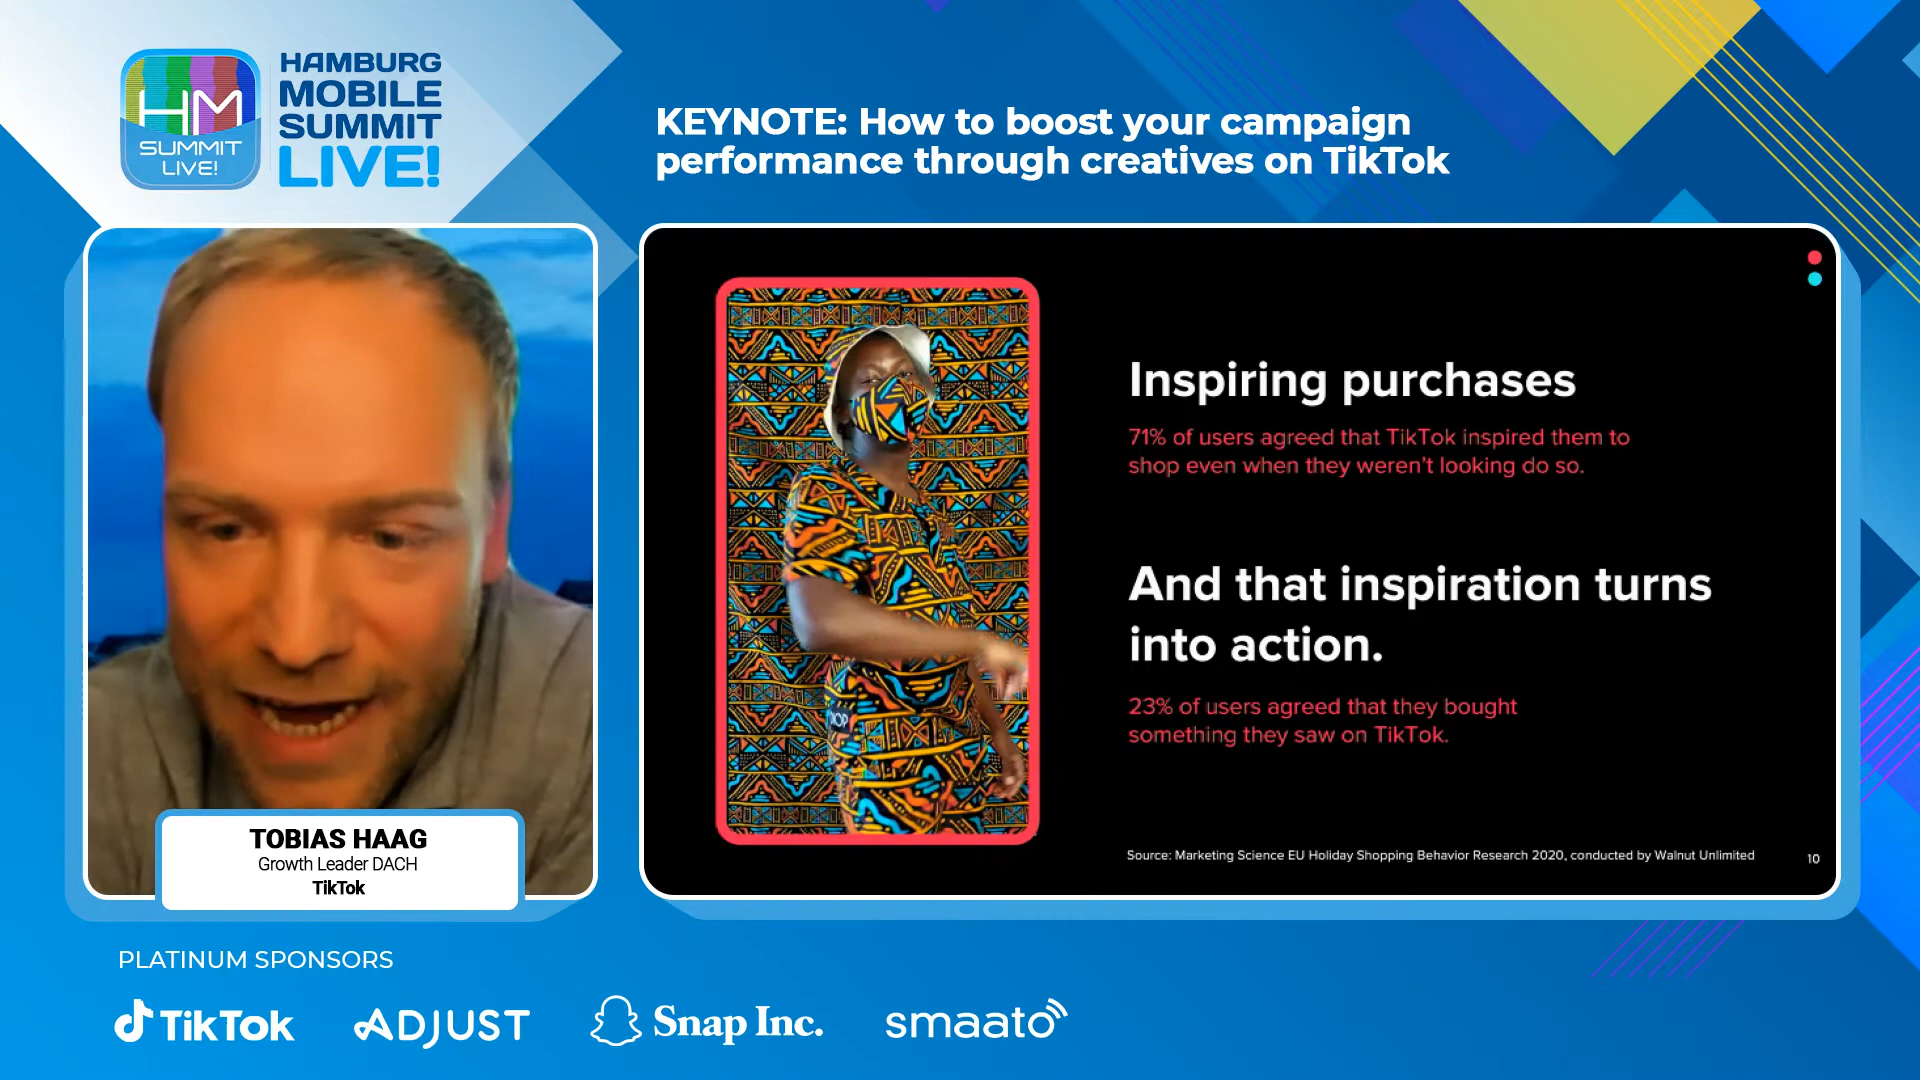 HM
SUMMIT
LIVE!
HAMBURG
MOBILE
SUMMIT
LIVE!
KEYNOTE: How to boost your campaign
performance through creatives on TikTok
TOBIAS HAAG
Growth Leader DACH
TikTok
Inspiring purchases
71% of users agreed that TikTok inspired them to
shop even when they weren't looking do so.
And that inspiration turns
into action.
23% of users agreed that they bought
something they saw on TikTok.
Source: Marketing Science EU Holiday Shopping Behavior Research 2020, conducted by Walnut Unlimited
10
PLATINUM SPONSORS
TikTok
ADJUST
Snap Inc.
smaato